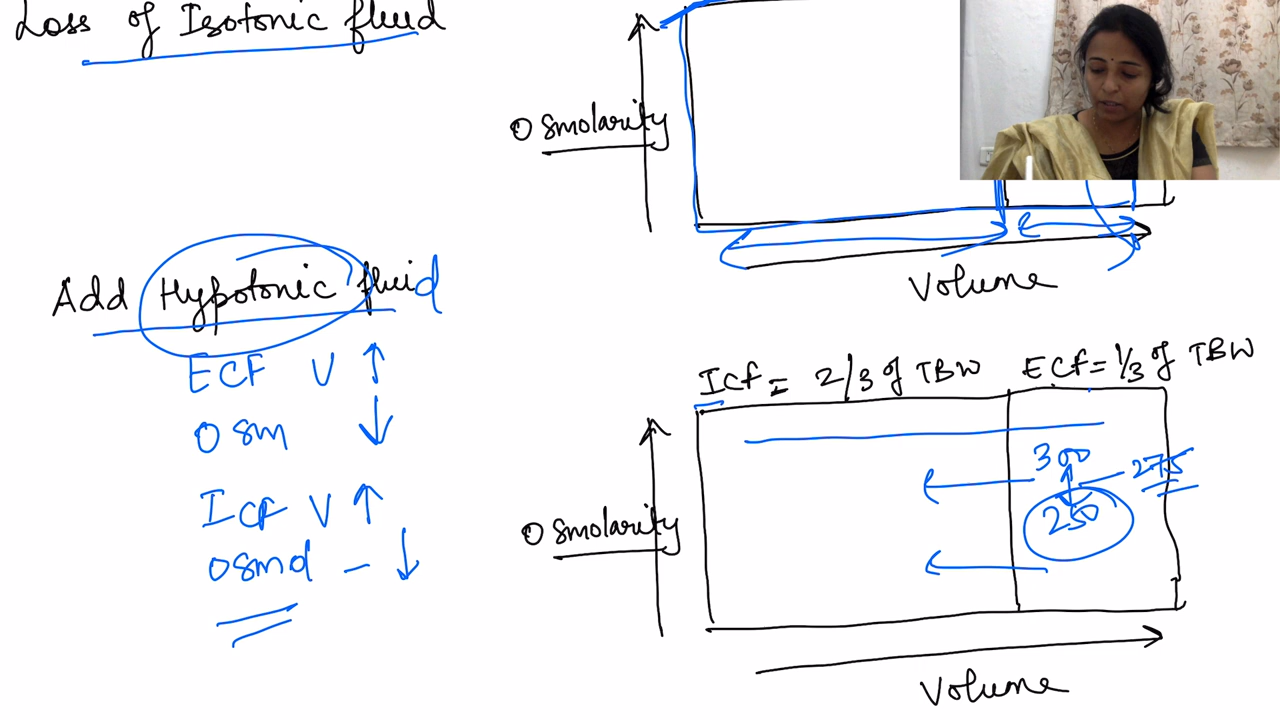 Loss of Isotonic fluid
Osmolarity
Volume
Add Hypotonic fluid
ECF V ↑
Osm ↓
ICF V ↑
Osmol – ↓
ICF = 2/3 of TBW
ECF = 1/3 of TBW
Osmolarity
300
275
250
Volume